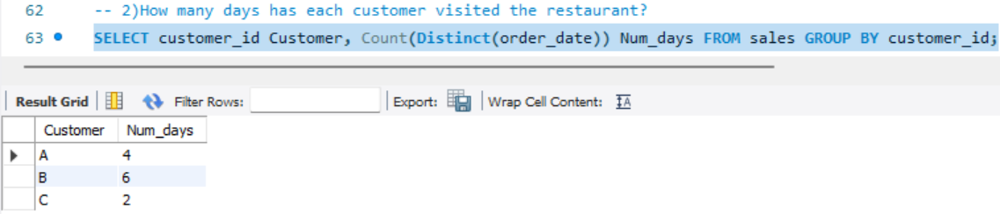 62 -- 2)How many days has each customer visited the restaurant?
63 SELECT customer_id Customer, Count(Distinct(order_date)) Num_days FROM sales GROUP BY customer_id;
Result Grid Filter Rows: Export: Wrap Cell Content: IA
Customer Num_days
A 4
B 6
C 2